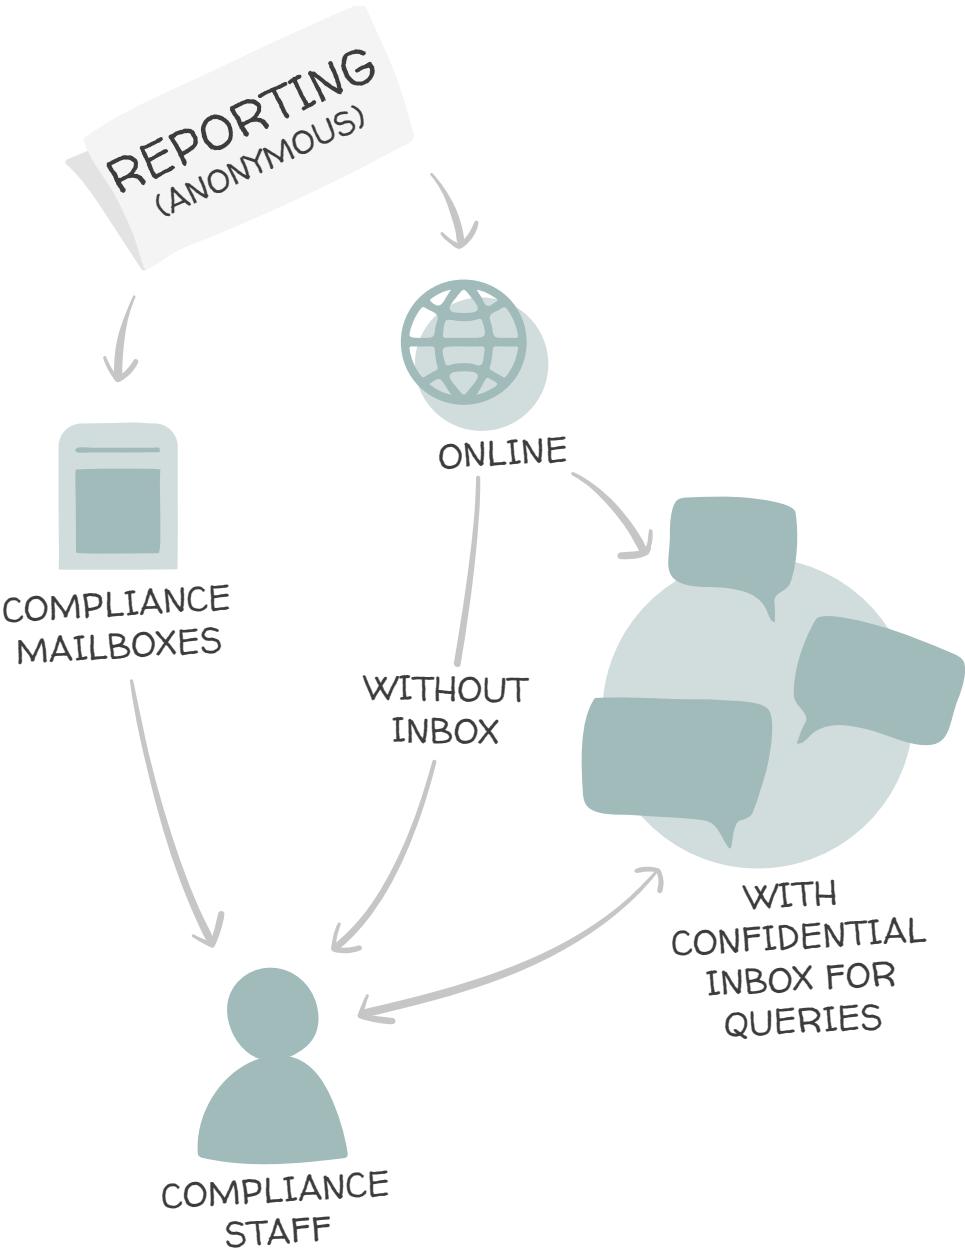 REPORTING
(ANONYMOUS)
ONLINE
COMPLIANCE
MAILBOXES
WITHOUT
INBOX
WITH
CONFIDENTIAL
INBOX FOR
QUERIES
COMPLIANCE
STAFF